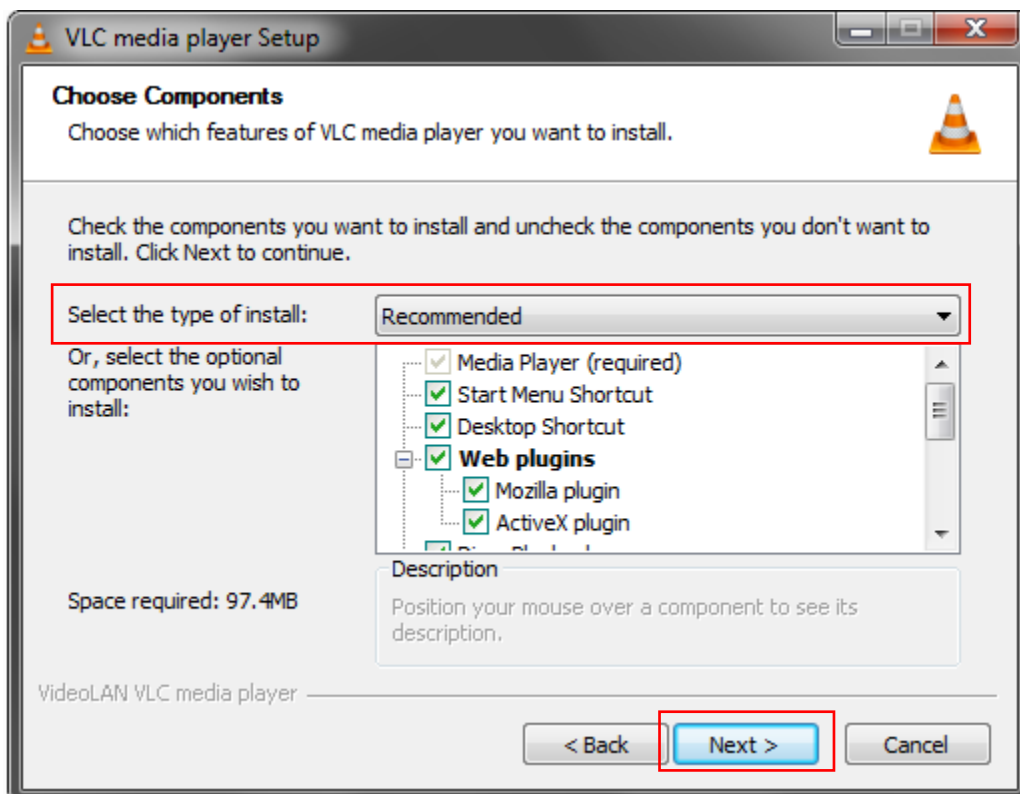 VLC media player Setup
Choose Components
Choose which features of VLC media player you want to install.
Check the components you want to install and uncheck the components you don't want to
install. Click Next to continue.
Select the type of install:
Recommended
Or, select the optional
components you wish to
install:
Media Player (required)
Start Menu Shortcut
Desktop Shortcut
Web plugins
Mozilla plugin
ActiveX plugin
Space required: 97.4MB
Description
Position your mouse over a component to see its
description.
VideoLAN VLC media player
< Back
Next >
Cancel